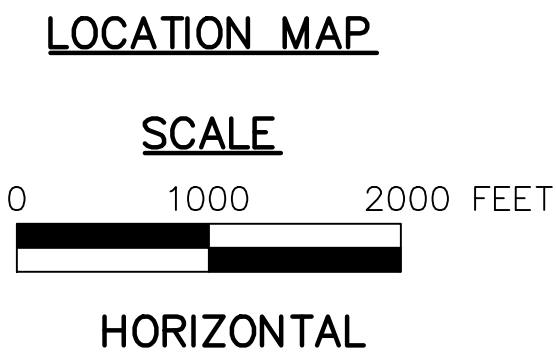 LOCATION MAP
SCALE
0 1000 2000 FEET
HORIZONTAL